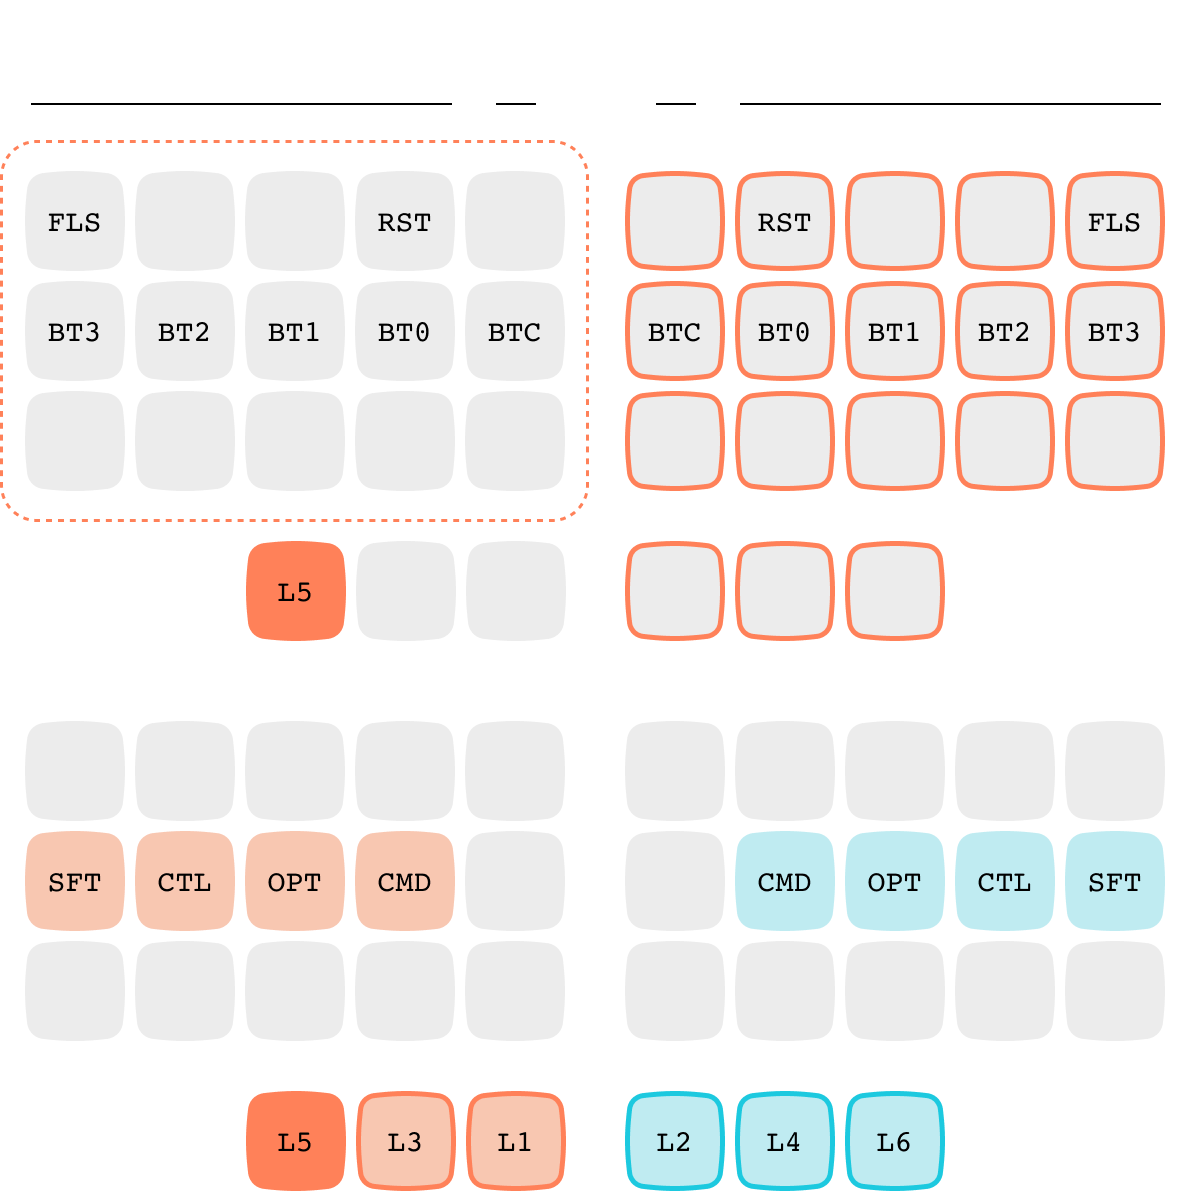 FLS RST RST FLS
BT3 BT2 BT1 BT0 BTC BTC BT0 BT1 BT2 BT3
L5
SFT CTL OPT CMD CMD OPT CTL SFT
L5 L3 L1 L2 L4 L6